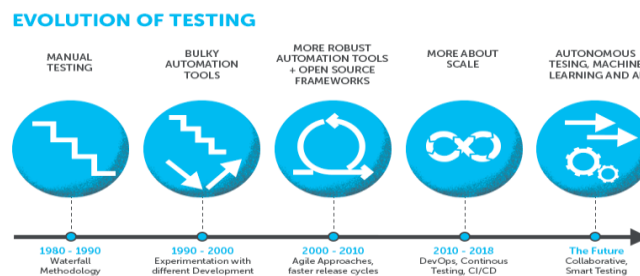 EVOLUTION OF TESTING
MANUAL
TESTING
BULKY
AUTOMATION
TOOLS
MORE ROBUST
AUTOMATION TOOLS
+ OPEN SOURCE
FRAMEWORKS
MORE ABOUT
SCALE
AUTONOMOUS
TESING, MACHINE
LEARNING AND
1980 - 1990
Waterfall
Methodology
1990 - 2000
Experimentation with
different Development
2000 - 2010
Agile Approaches,
faster release cycles
2010 - 2018
DevOps, Continous
Testing, CI/CD
The Future
Collaborative,
Smart Testing